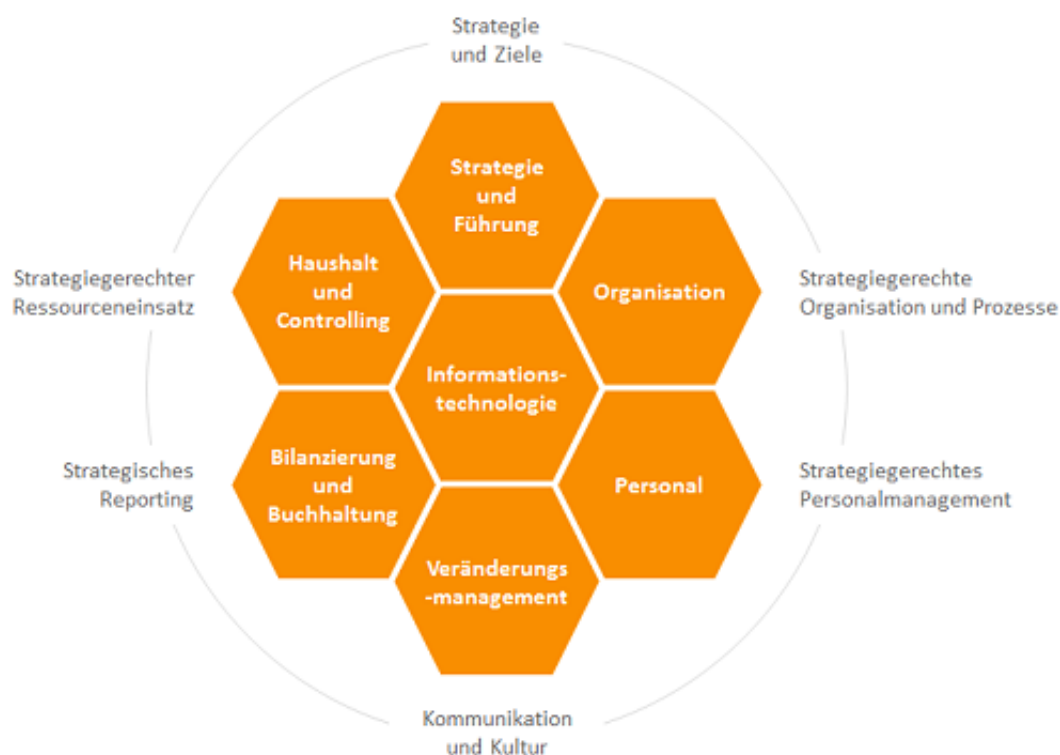 Strategie
und Ziele
Strategie
und
Führung
Haushalt
und
Controlling
Organisation
Strategiegerechter
Ressourceneinsatz
Strategiegerechte
Organisation und Prozesse
Informations-
technologie
Bilanzierung
und
Buchhaltung
Personal
Strategisches
Reporting
Strategiegerechtes
Personalmanagement
Veränderungs
-management
Kommunikation
und Kultur